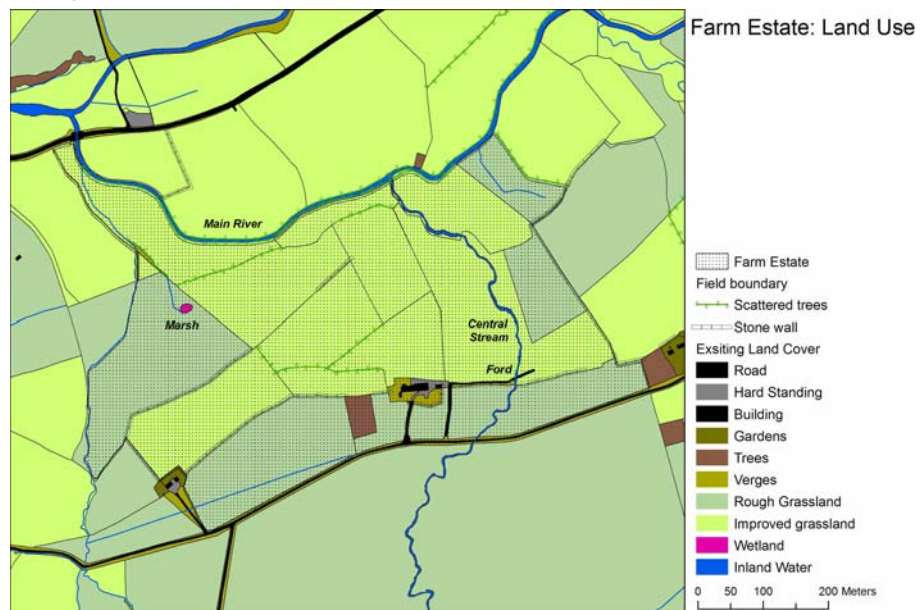 Farm Estate: Land Use
Main River
Marsh
Central
Stream
Ford
Farm Estate
Field boundary
Scattered trees
Stone wall
Exsiting Land Cover
Road
Hard Standing
Building
Gardens
Trees
Verges
Rough Grassland
Improved grassland
Wetland
Inland Water
0 50 100 200 Meters